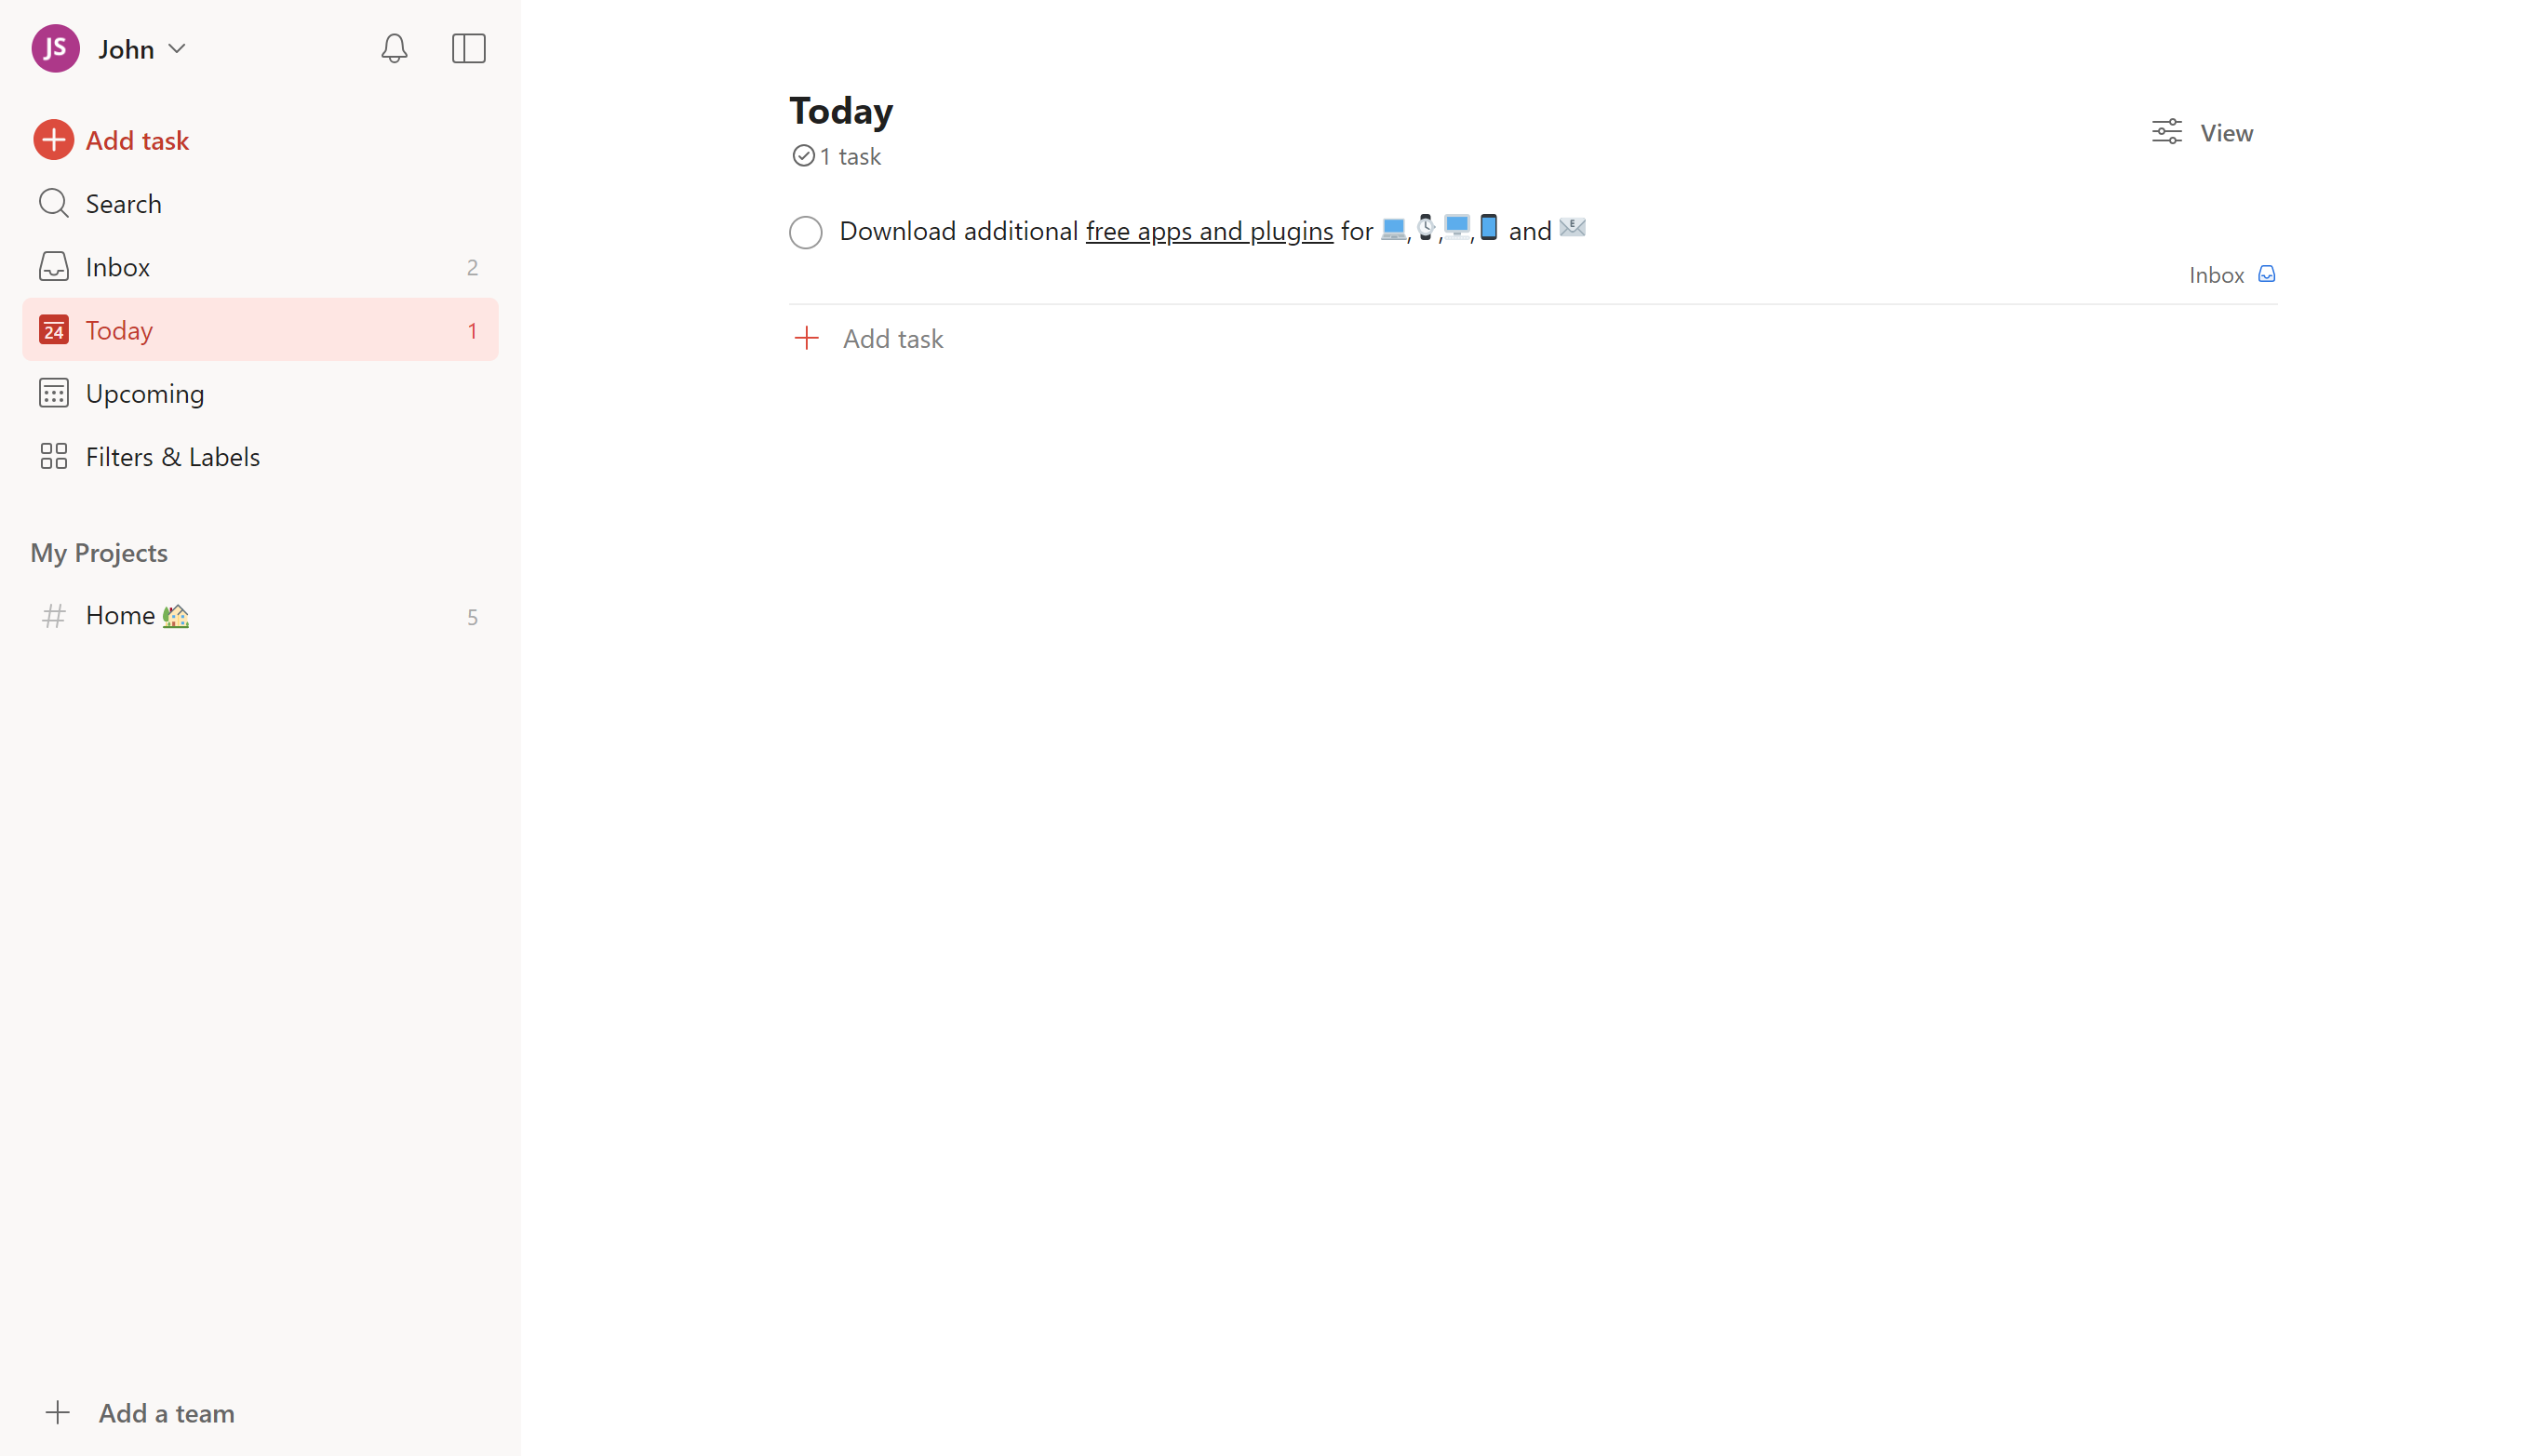 JS John
Add task
Search
Inbox 2
24 Today 1
Upcoming
Filters & Labels
My Projects
# Home 🏡 5
Add a team
Today
1 task
View
Download additional free apps and plugins for 💻,⌚,🖥,📱 and 📧
Inbox
Add task